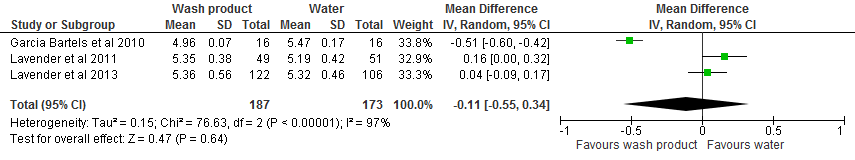 Wash product Water Mean Difference Mean Difference
Study or Subgroup Mean SD Total Mean SD Total Weight IV, Random, 95% CI IV, Random, 95% CI
Garcia Bartels et al 2010 4.96 0.07 16 5.47 0.17 16 33.8% -0.51 [-0.60, -0.42]
Lavender et al 2011 5.35 0.38 49 5.19 0.42 51 32.9% 0.16 [0.00, 0.32]
Lavender et al 2013 5.36 0.56 122 5.32 0.46 106 33.3% 0.04 [-0.09, 0.17]
Total (95% CI) 187 173 100.0% -0.11 [-0.55, 0.34]
Heterogeneity: Tau² = 0.15; Chi² = 76.63, df = 2 (P < 0.00001); I² = 97%
Test for overall effect: Z = 0.47 (P = 0.64)
-1 -0.5 0 0.5 1
Favours wash product Favours water